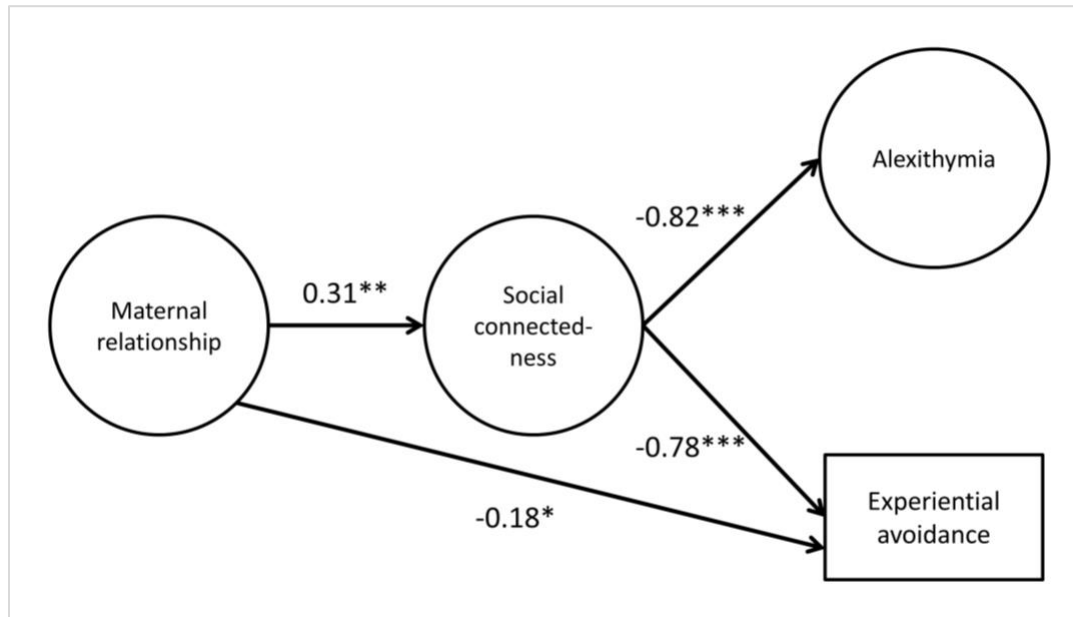 Alexithymia
-0.82***
0.31**
Maternal
relationship
Social
connected-
ness
-0.78***
-0.18*
Experiential
avoidance